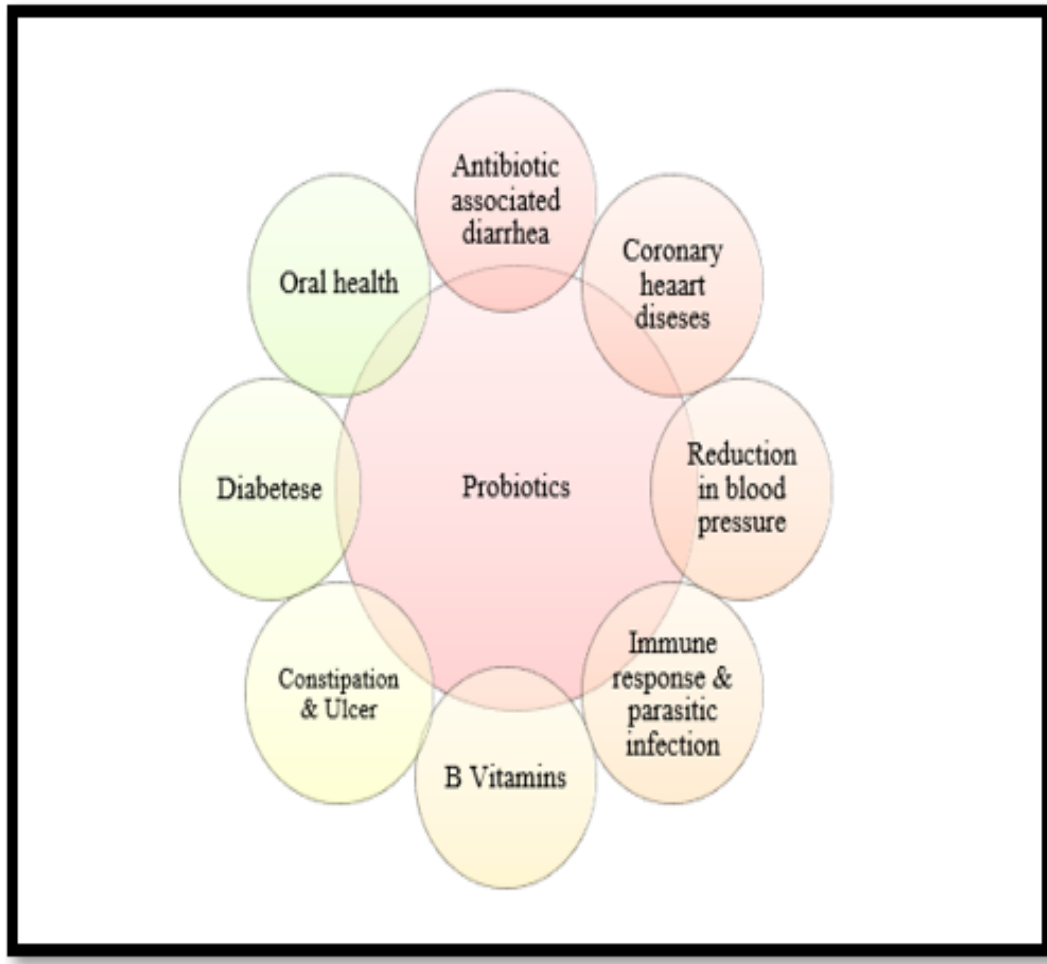 Antibiotic
associated
diarrhea
Coronary
heaart
diseses
Reduction
in blood
pressure
Immune
response &
parasitic
infection
B Vitamins
Constipation
& Ulcer
Diabetese
Oral health
Probiotics